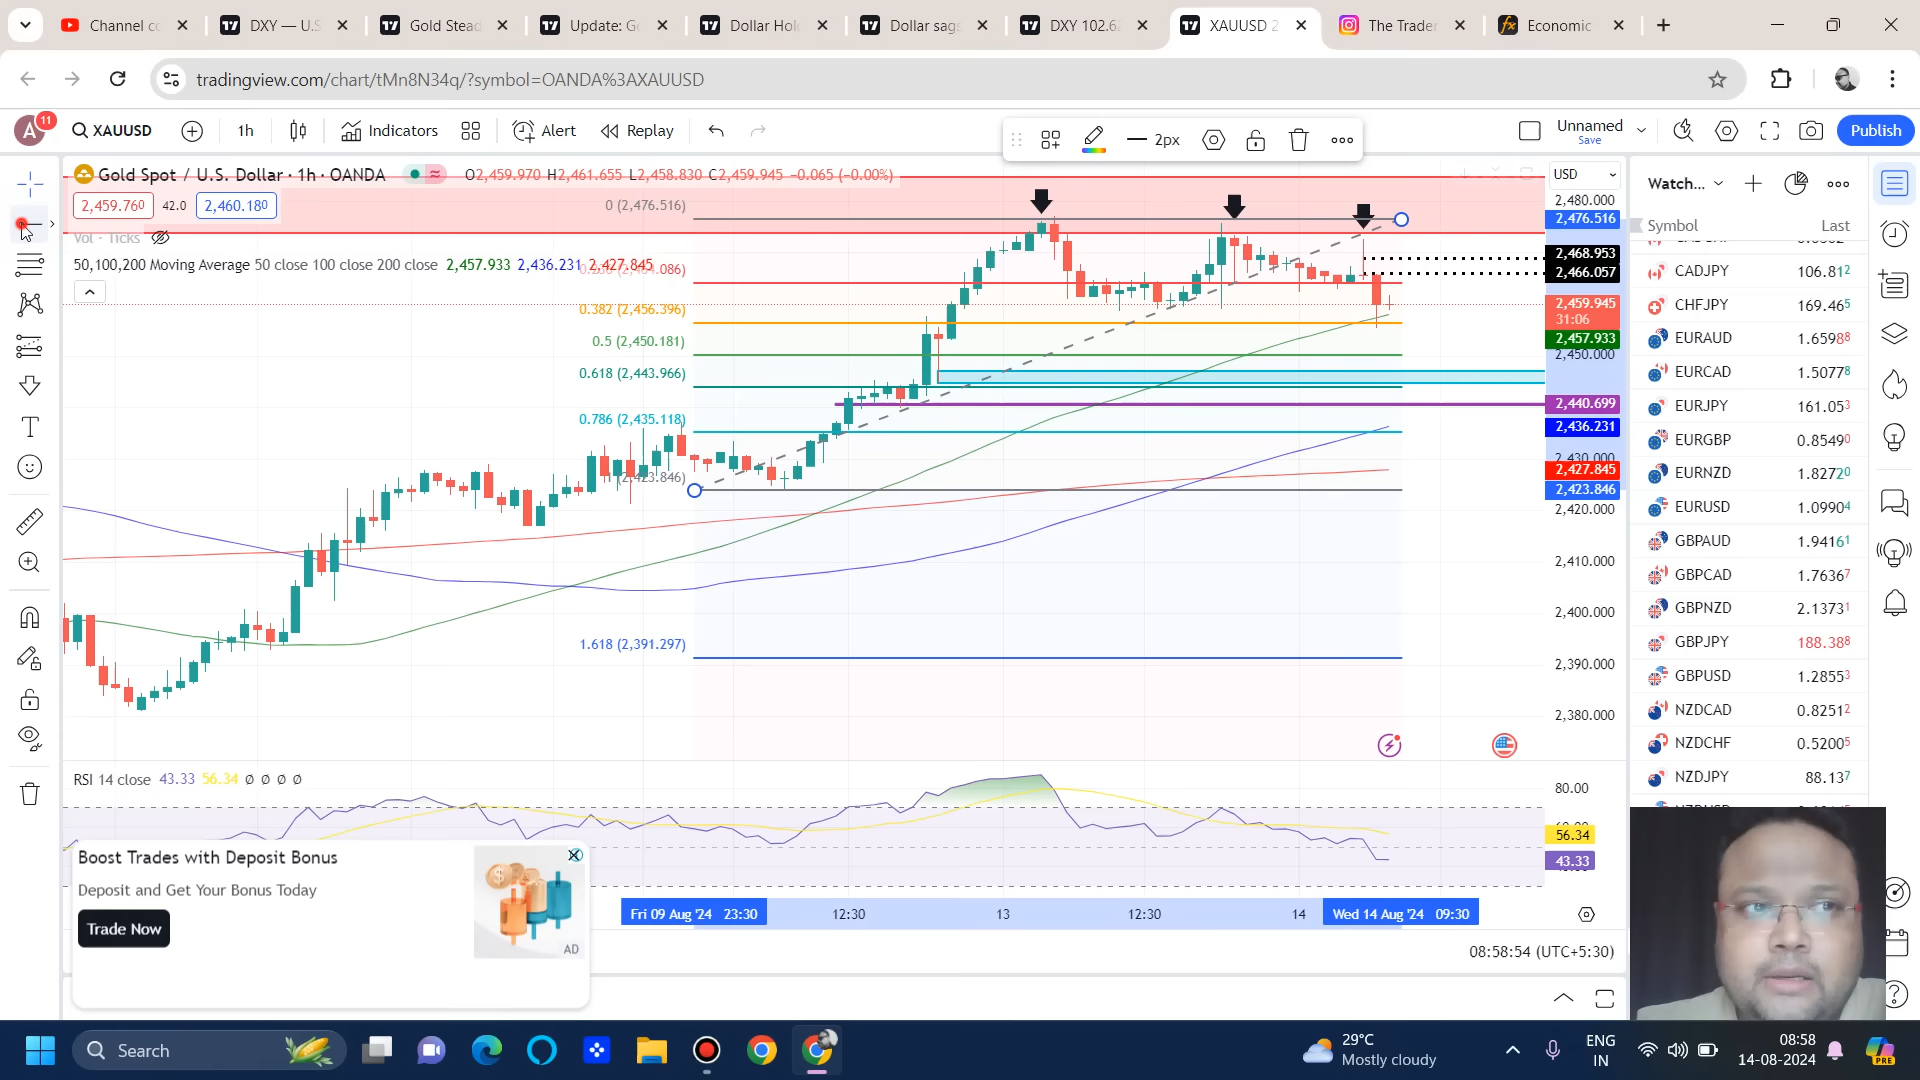 Channel co
DXY — U.S
Gold Stead
Update: Go
Dollar Hol
Dollar sags
DXY 102.62
XAUUSD 2
The Trader
Economic
tradingview.com/chart/tMn8N34q/?symbol=OANDA%3AXAUUSD
A 11
XAUUSD
1h
Indicators
Alert
Replay
2px
Unnamed
Save
Publish
Gold Spot / U.S. Dollar · 1h · OANDA
O2,459.970 H2,461.655 L2,458.830 C2,459.945 −0.065 (−0.00%)
2,459.760
42.0
2,460.180
Vol · Ticks
50,100,200 Moving Average 50 close 100 close 200 close 2,457.933 2,436.231 2,427.845
0 (2,476.516)
0.382 (2,456.396)
0.5 (2,450.181)
0.618 (2,443.966)
0.786 (2,435.118)
1.618 (2,391.297)
USD
2,480.000
2,476.516
2,468.953
2,466.057
2,459.945
31:06
2,457.933
2,450.000
2,440.699
2,436.231
2,430.000
2,427.845
2,423.846
2,420.000
2,410.000
2,400.000
2,390.000
2,380.000
RSI 14 close 43.33 56.34 Ø Ø Ø Ø
80.00
56.34
43.33
Boost Trades with Deposit Bonus
Deposit and Get Your Bonus Today
Trade Now
AD
Fri 09 Aug '24 23:30
12:30
13
12:30
14
Wed 14 Aug '24 09:30
08:58:54 (UTC+5:30)
Watch...
Symbol Last
CADJPY 106.812
CHFJPY 169.465
EURAUD 1.65988
EURCAD 1.50778
EURJPY 161.053
EURGBP 0.85490
EURNZD 1.82720
EURUSD 1.09904
GBPAUD 1.94161
GBPCAD 1.76367
GBPNZD 2.13731
GBPJPY 188.388
GBPUSD 1.28553
NZDCAD 0.82512
NZDCHF 0.52005
NZDJPY 88.137
Search
29°C
Mostly cloudy
ENG
IN
08:58
14-08-2024
PRE